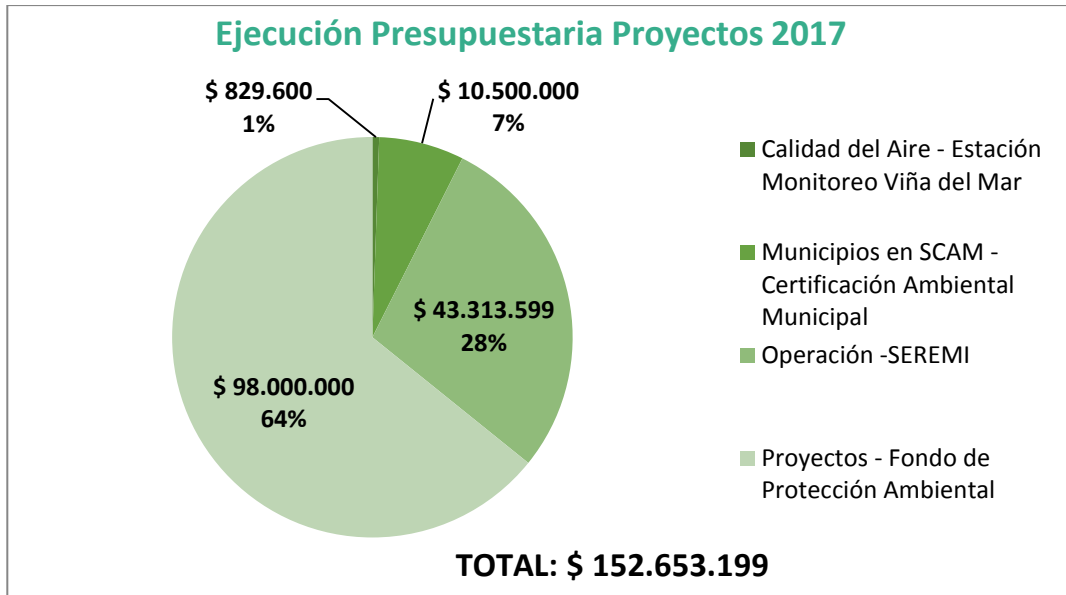 Ejecución Presupuestaria Proyectos 2017
$ 829.600
1%
$ 10.500.000
7%
$ 43.313.599
28%
$ 98.000.000
64%
Calidad del Aire - Estación
Monitoreo Viña del Mar
Municipios en SCAM -
Certificación Ambiental
Municipal
Operación -SEREMI
Proyectos - Fondo de
Protección Ambiental
TOTAL: $ 152.653.199